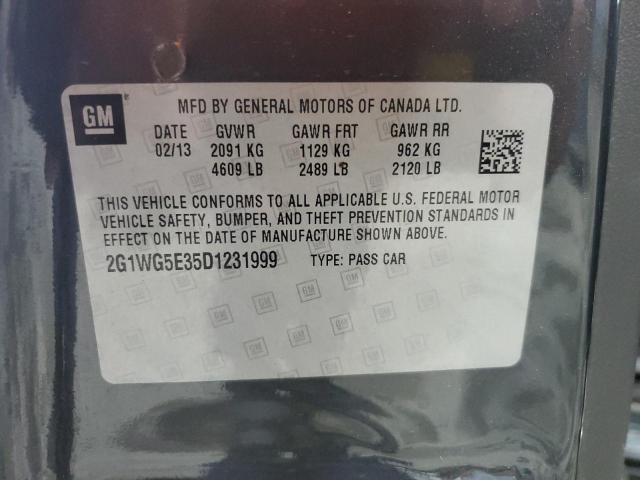 GM
MFD BY GENERAL MOTORS OF CANADA LTD.
DATE GVWR GAWR FRT GAWR RR
02/13 2091 KG 1129 KG 962 KG
4609 LB 2489 LB 2120 LB
THIS VEHICLE CONFORMS TO ALL APPLICABLE U.S. FEDERAL MOTOR
VEHICLE SAFETY, BUMPER, AND THEFT PREVENTION STANDARDS IN
EFFECT ON THE DATE OF MANUFACTURE SHOWN ABOVE.
2G1WG5E35D1231999 TYPE: PASS CAR